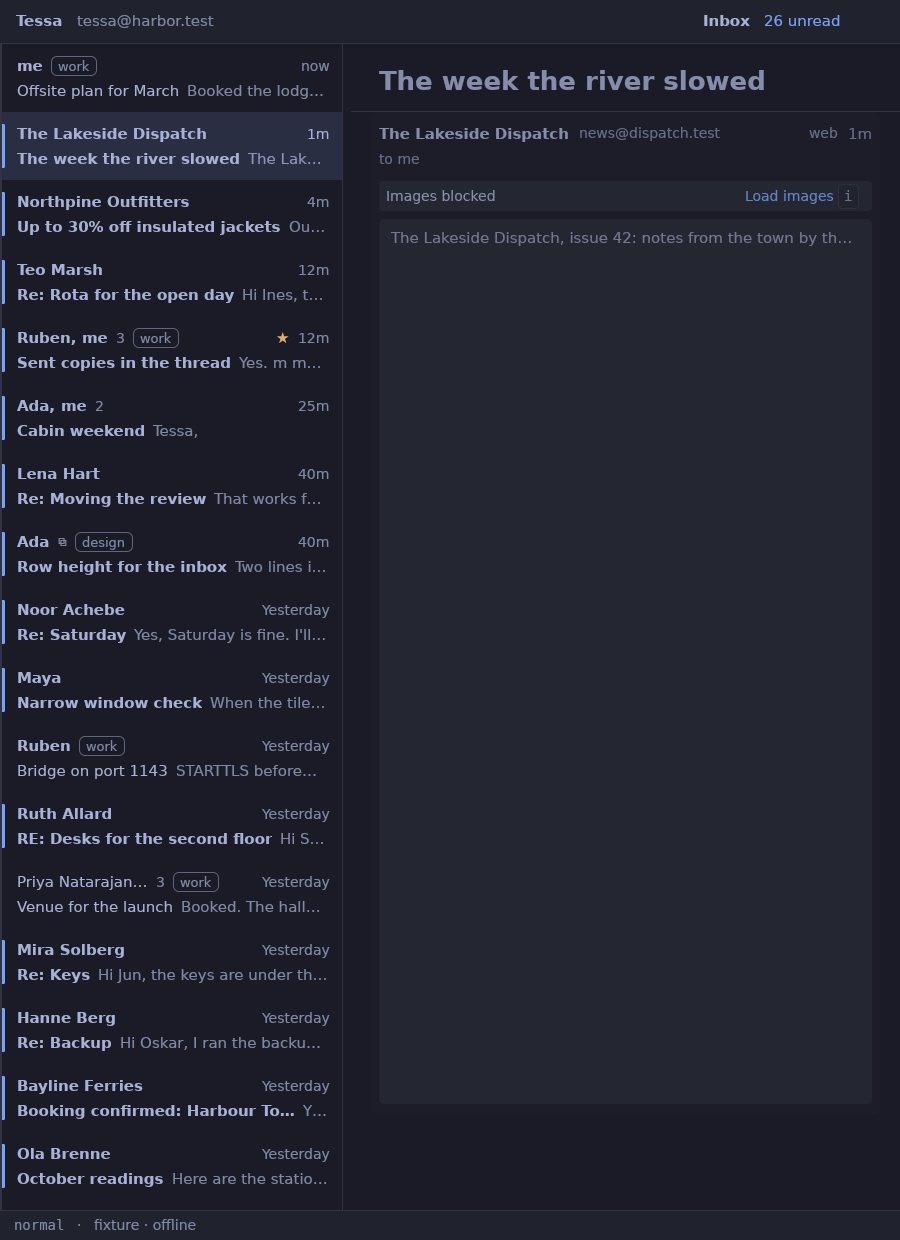 Tessa tessa@harbor.test
Inbox 26 unread
me work now
Offsite plan for March Booked the lodg…
The Lakeside Dispatch 1m
The week the river slowed The Lak…
Northpine Outfitters 4m
Up to 30% off insulated jackets Ou…
Teo Marsh 12m
Re: Rota for the open day Hi Ines, t…
Ruben, me 3 work ★ 12m
Sent copies in the thread Yes. m m…
Ada, me 2 25m
Cabin weekend Tessa,
Lena Hart 40m
Re: Moving the review That works f…
Ada design 40m
Row height for the inbox Two lines i…
Noor Achebe Yesterday
Re: Saturday Yes, Saturday is fine. I'll…
Maya Yesterday
Narrow window check When the tile…
Ruben work Yesterday
Bridge on port 1143 STARTTLS before…
Ruth Allard Yesterday
RE: Desks for the second floor Hi S…
Priya Natarajan… 3 work Yesterday
Venue for the launch Booked. The hall…
Mira Solberg Yesterday
Re: Keys Hi Jun, the keys are under th…
Hanne Berg Yesterday
Re: Backup Hi Oskar, I ran the backu…
Bayline Ferries Yesterday
Booking confirmed: Harbour To… Y…
Ola Brenne Yesterday
October readings Here are the statio…
The week the river slowed
The Lakeside Dispatch news@dispatch.test web 1m
to me
Images blocked Load images i
The Lakeside Dispatch, issue 42: notes from the town by th…
normal · fixture · offline